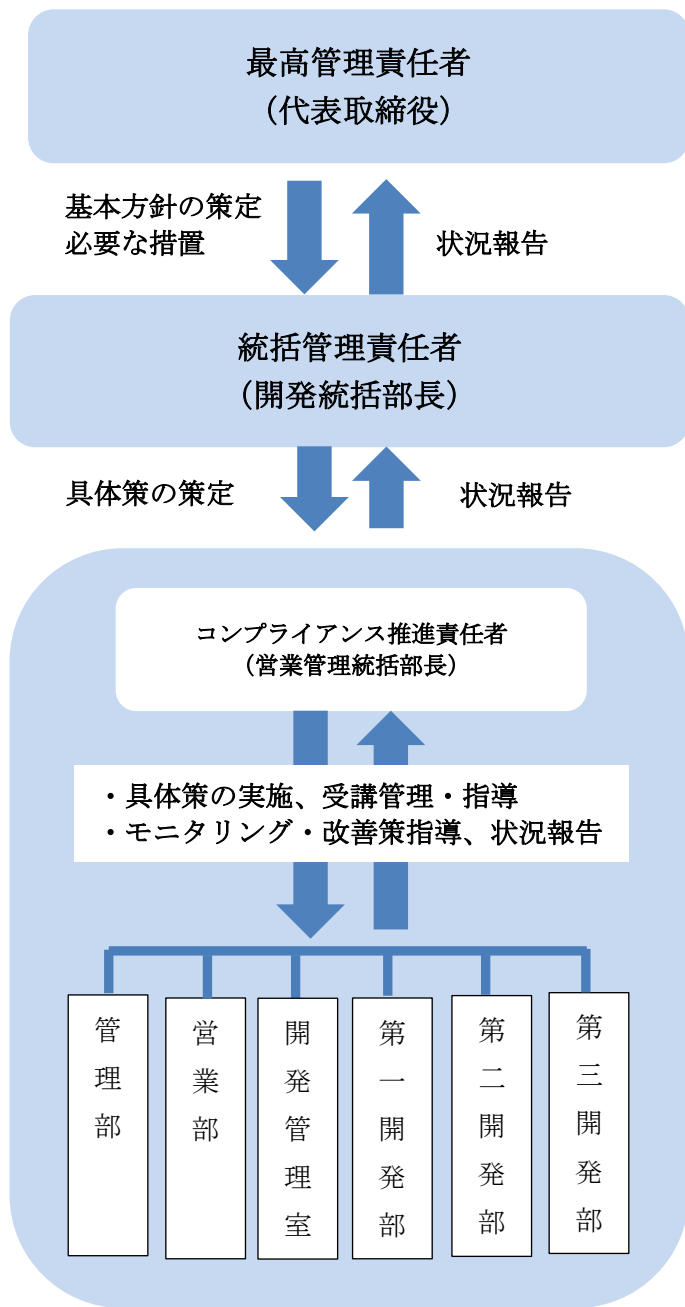 最高管理責任者
（代表取締役）
基本方針の策定
必要な措置
状況報告
統括管理責任者
（開発統括部長）
具体策の策定
状況報告
コンプライアンス推進責任者
（営業管理統括部長）
・具体策の実施、受講管理・指導
・モニタリング・改善策指導、状況報告
管理部
営業部
開発管理室
第一開発部
第二開発部
第三開発部